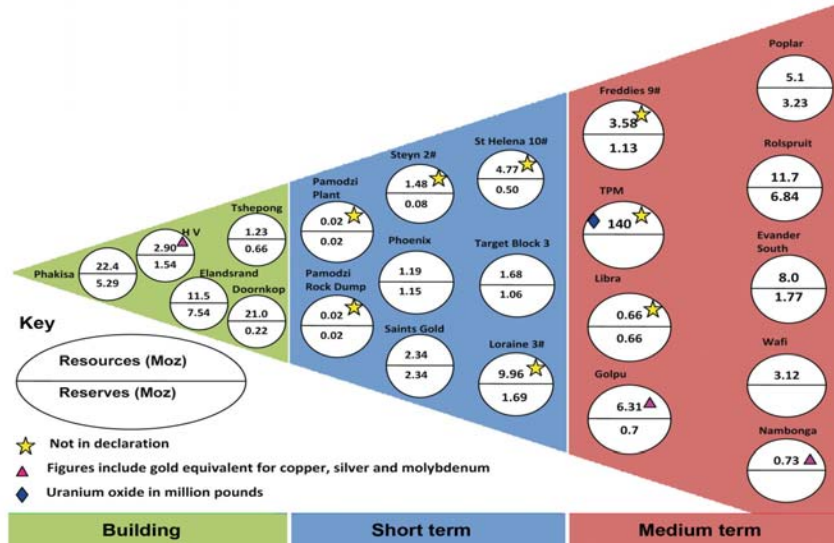 Phakisa
22.4
5.29
H V
2.90
1.54
Tshepong
1.23
0.66
Elandsrand
11.5
7.54
Doornkop
21.0
0.22
Pamodzi
Plant
0.02
0.02
Pamodzi
Rock Dump
0.02
0.02
Steyn 2#
1.48
0.08
Phoenix
1.19
1.15
Saints Gold
2.34
2.34
St Helena 10#
4.77
0.50
Target Block 3
1.68
1.06
Loraine 3#
9.96
1.69
Freddies 9#
3.58
1.13
TPM
140
Libra
0.66
0.66
Golpu
6.31
0.7
Poplar
5.1
3.23
Rolspruit
11.7
6.84
Evander
South
8.0
1.77
Wafi
3.12
Nambonga
0.73
Key
Resources (Moz)
Reserves (Moz)
Not in declaration
Figures include gold equivalent for copper, silver and molybdenum
Uranium oxide in million pounds
Building
Short term
Medium term